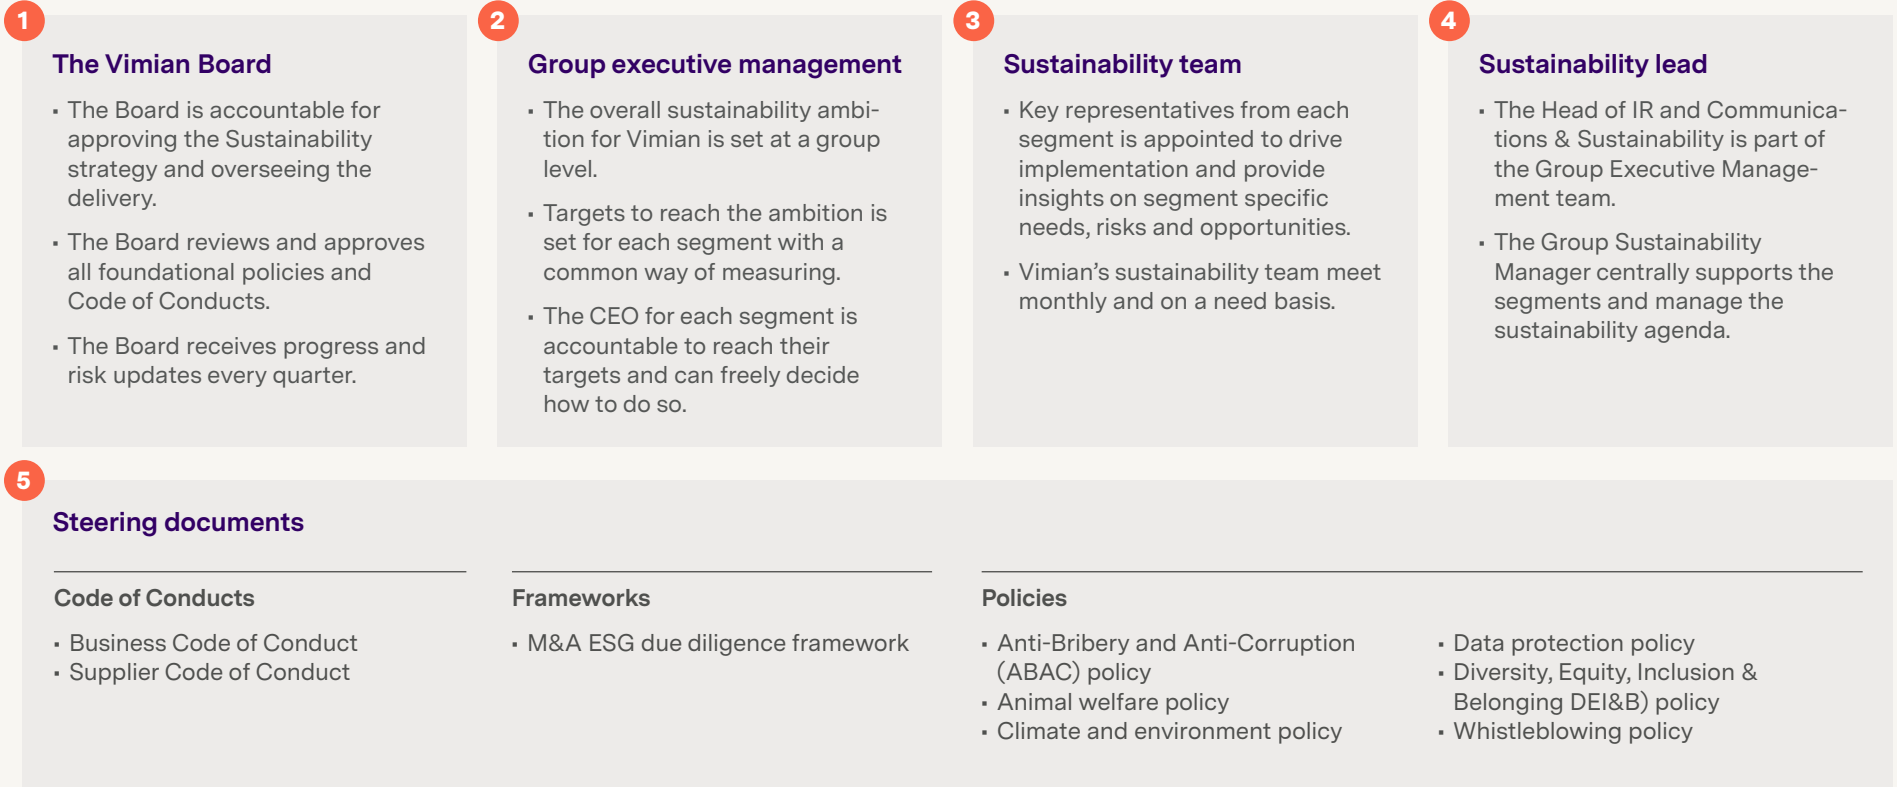 1
The Vimian Board
· The Board is accountable for
approving the Sustainability
strategy and overseeing the
delivery.
· The Board reviews and approves
all foundational policies and
Code of Conducts.
· The Board receives progress and
risk updates every quarter.
2
Group executive management
· The overall sustainability ambi-
tion for Vimian is set at a group
level.
· Targets to reach the ambition is
set for each segment with a
common way of measuring.
· The CEO for each segment is
accountable to reach their
targets and can freely decide
how to do so.
3
Sustainability team
· Key representatives from each
segment is appointed to drive
implementation and provide
insights on segment specific
needs, risks and opportunities.
· Vimian’s sustainability team meet
monthly and on a need basis.
4
Sustainability lead
· The Head of IR and Communica-
tions & Sustainability is part of
the Group Executive Manage-
ment team.
· The Group Sustainability
Manager centrally supports the
segments and manage the
sustainability agenda.
5
Steering documents
Code of Conducts
· Business Code of Conduct
· Supplier Code of Conduct
Frameworks
· M&A ESG due diligence framework
Policies
· Anti-Bribery and Anti-Corruption
(ABAC) policy
· Animal welfare policy
· Climate and environment policy
· Data protection policy
· Diversity, Equity, Inclusion &
Belonging DEI&B) policy
· Whistleblowing policy